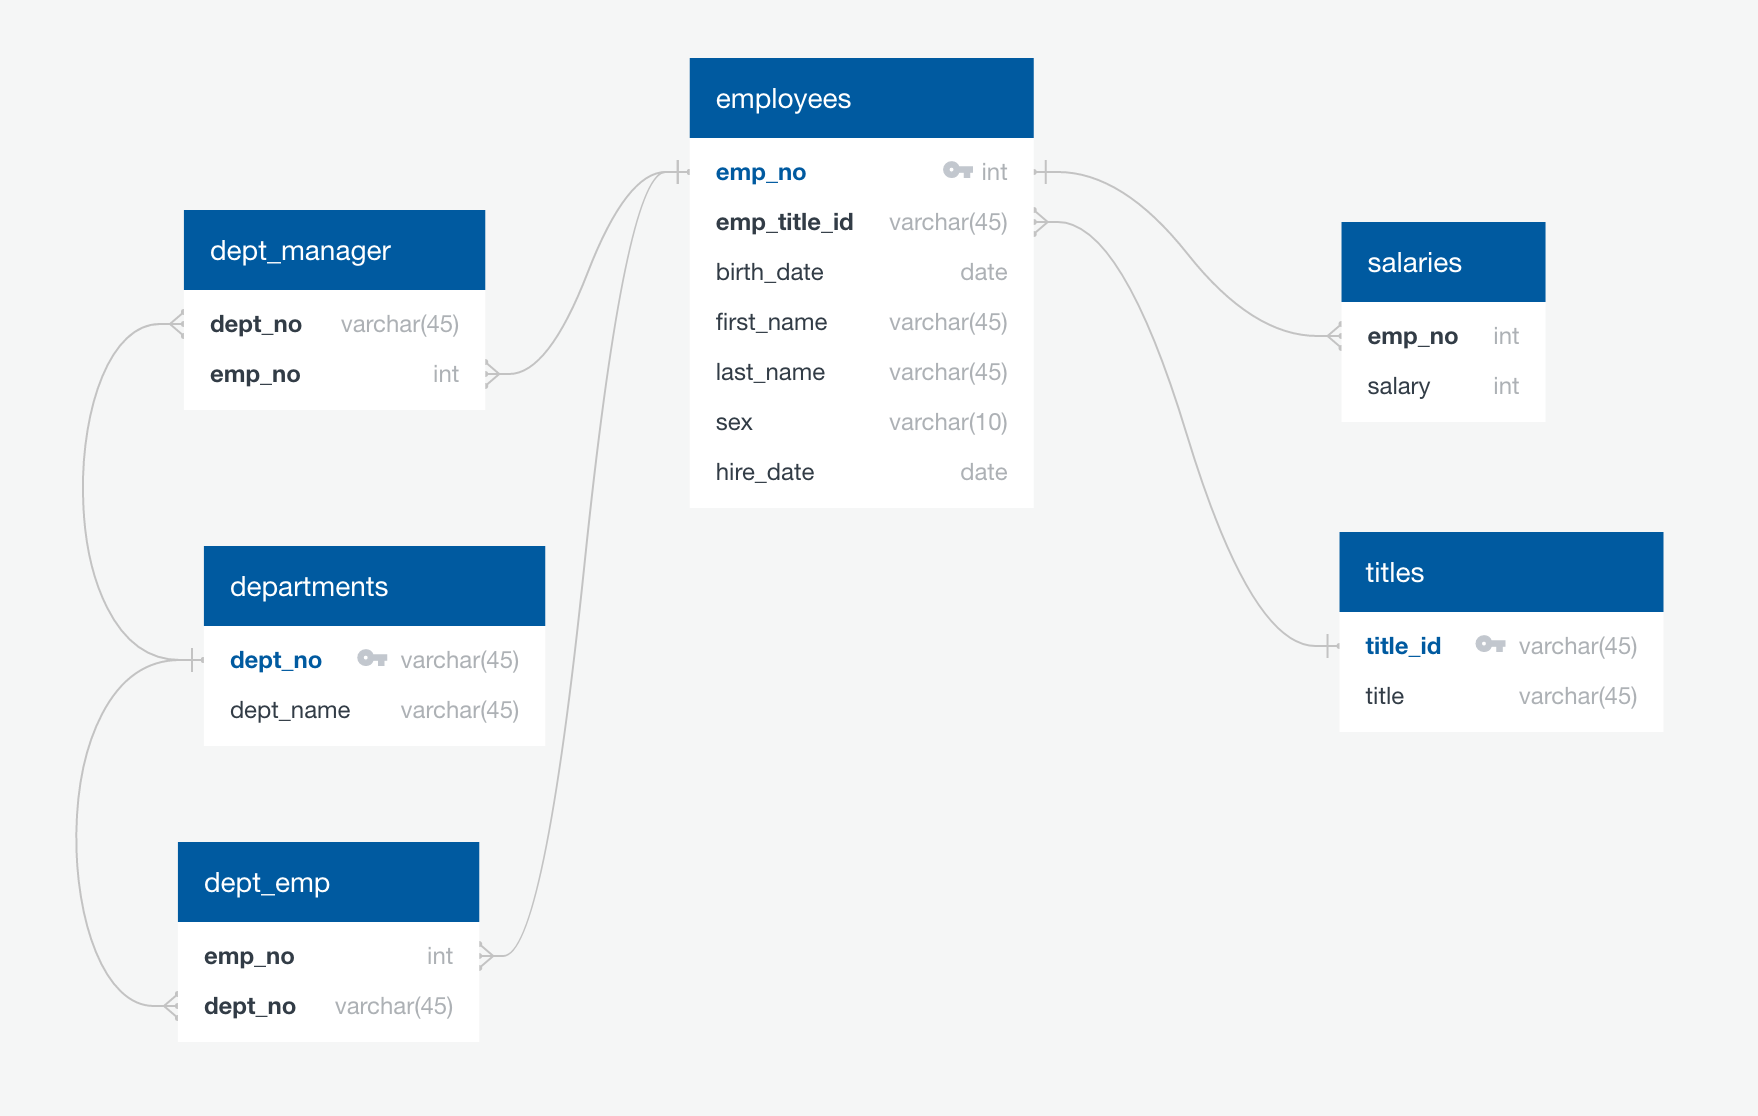 employees
emp_no int
emp_title_id varchar(45)
birth_date date
first_name varchar(45)
last_name varchar(45)
sex varchar(10)
hire_date date
dept_manager
dept_no varchar(45)
emp_no int
salaries
emp_no int
salary int
departments
dept_no varchar(45)
dept_name varchar(45)
titles
title_id varchar(45)
title varchar(45)
dept_emp
emp_no int
dept_no varchar(45)